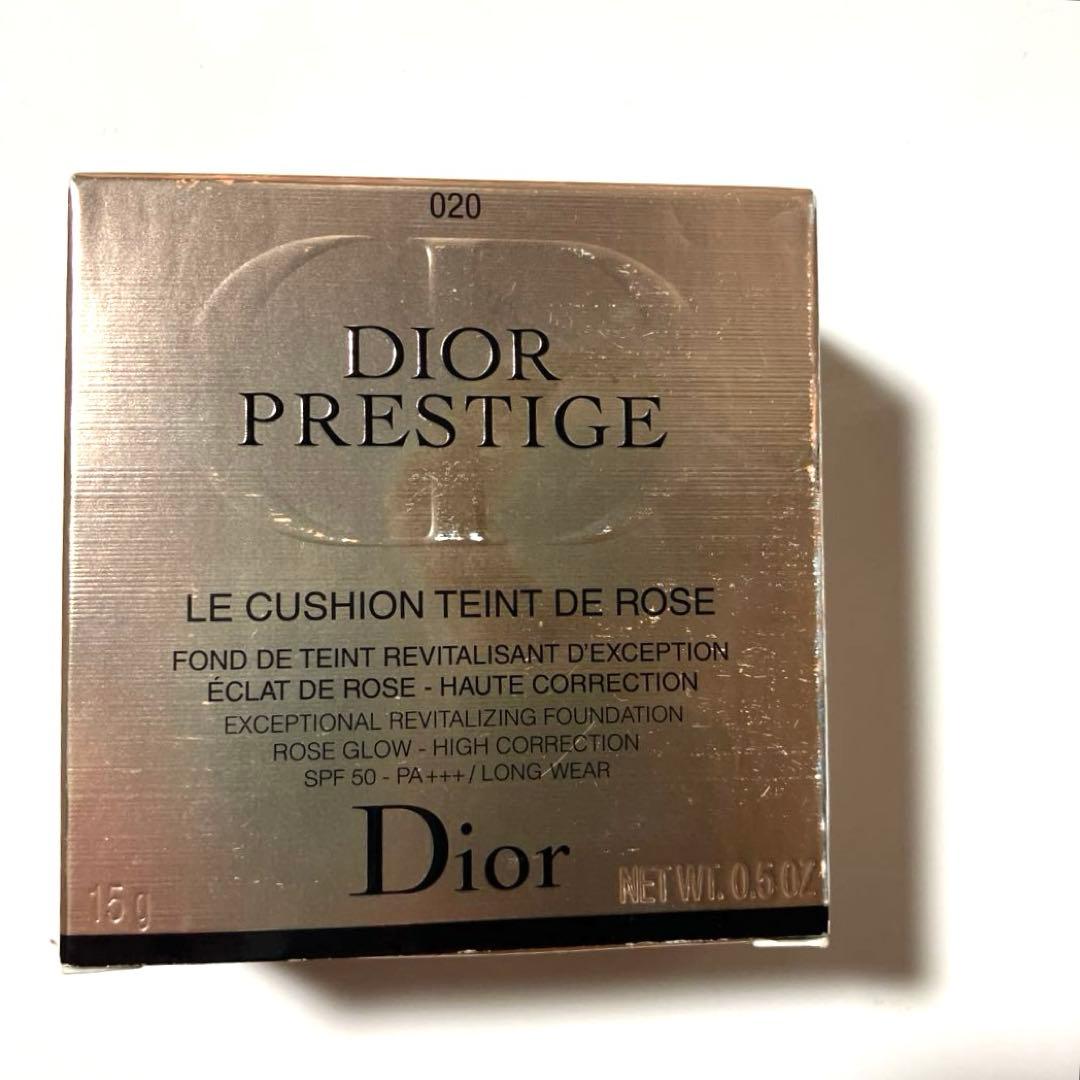 020
DIOR
PRESTIGE
LE CUSHION TEINT DE ROSE
FOND DE TEINT REVITALISANT D'EXCEPTION
ÉCLAT DE ROSE - HAUTE CORRECTION
EXCEPTIONAL REVITALIZING FOUNDATION
ROSE GLOW - HIGH CORRECTION
SPF 50 - PA+++ / LONG WEAR
Dior
15 g NET WT. 0.5 OZ